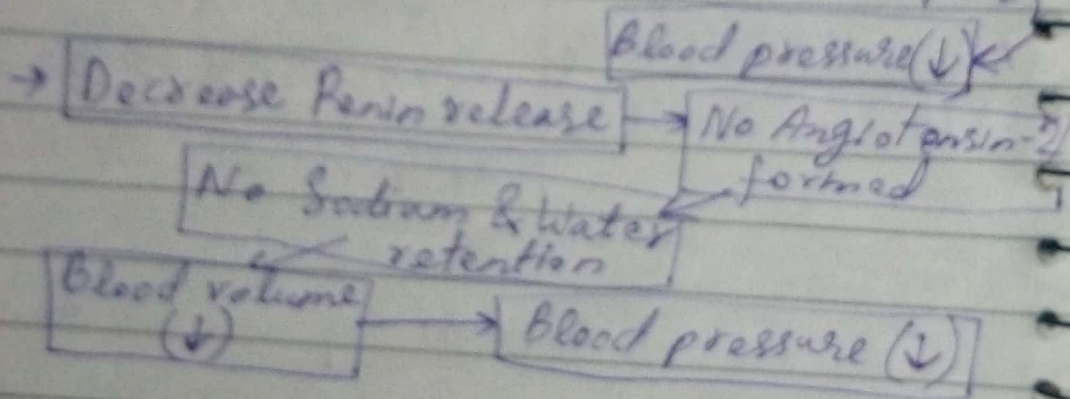 Blood pressure (↓)
→ Decrease Renin release → No Angiotensin-2
formed
No Sodium & Water
retention
Blood volume
(↓) → Blood pressure (↓)